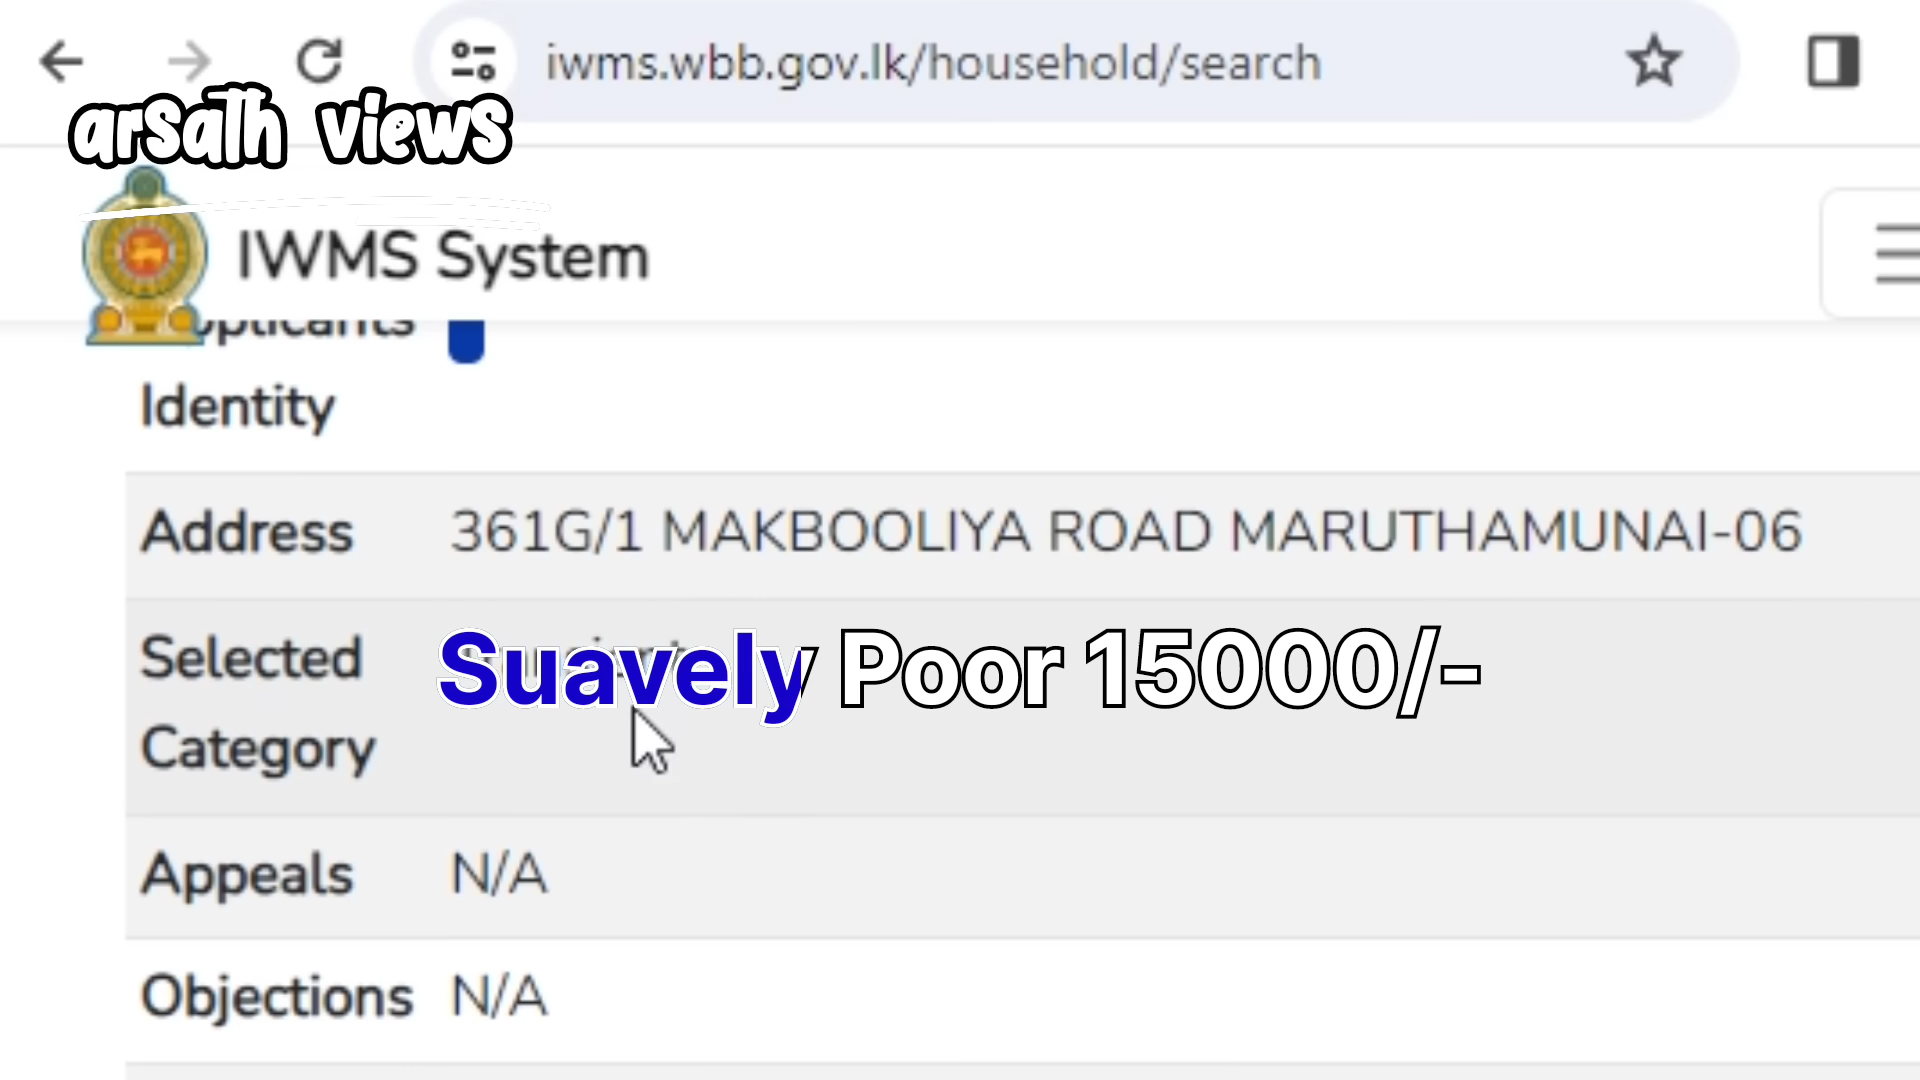 iwms.wbb.gov.lk/household/search
arsath views
IWMS System
Applicants
Identity
Address 361G/1 MAKBOOLIYA ROAD MARUTHAMUNAI-06
Selected Suavely Poor 15000/-
Category
Appeals N/A
Objections N/A